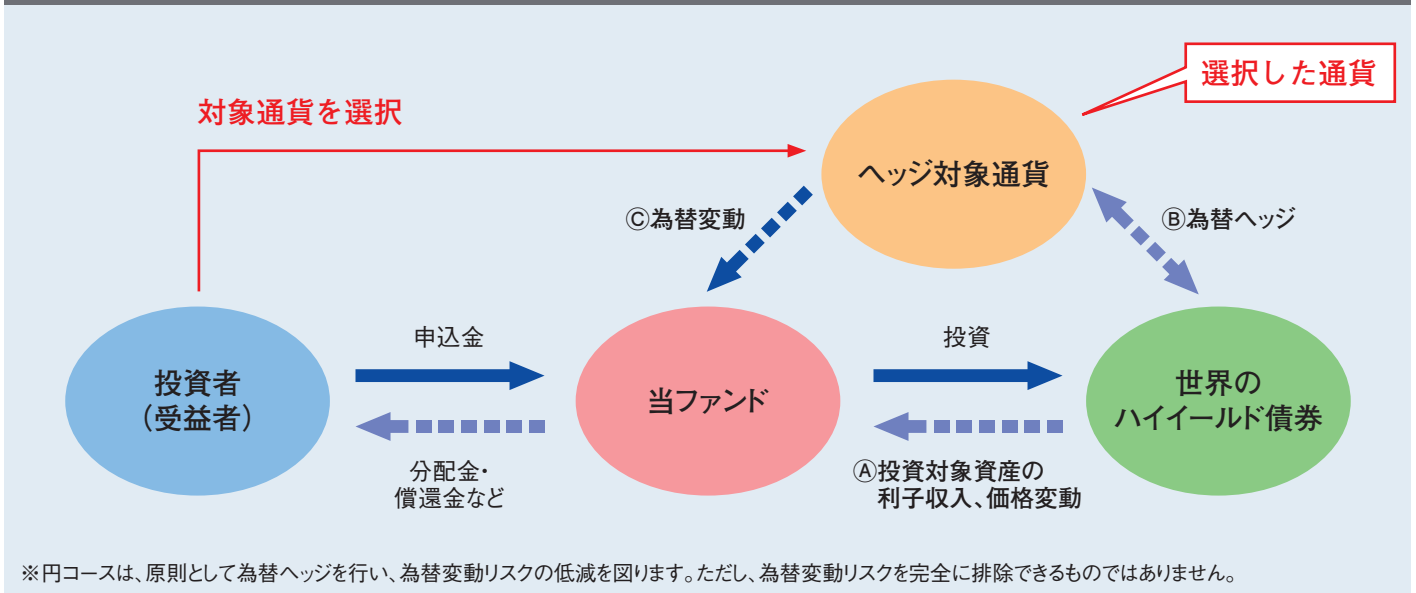 選択した通貨
対象通貨を選択
ヘッジ対象通貨
Ⓒ為替変動
Ⓑ為替ヘッジ
申込金
投資
投資者
（受益者）
当ファンド
世界の
ハイイールド債券
分配金・
償還金など
Ⓐ投資対象資産の
利子収入、価格変動
※円コースは、原則として為替ヘッジを行い、為替変動リスクの低減を図ります。ただし、為替変動リスクを完全に排除できるものではありません。